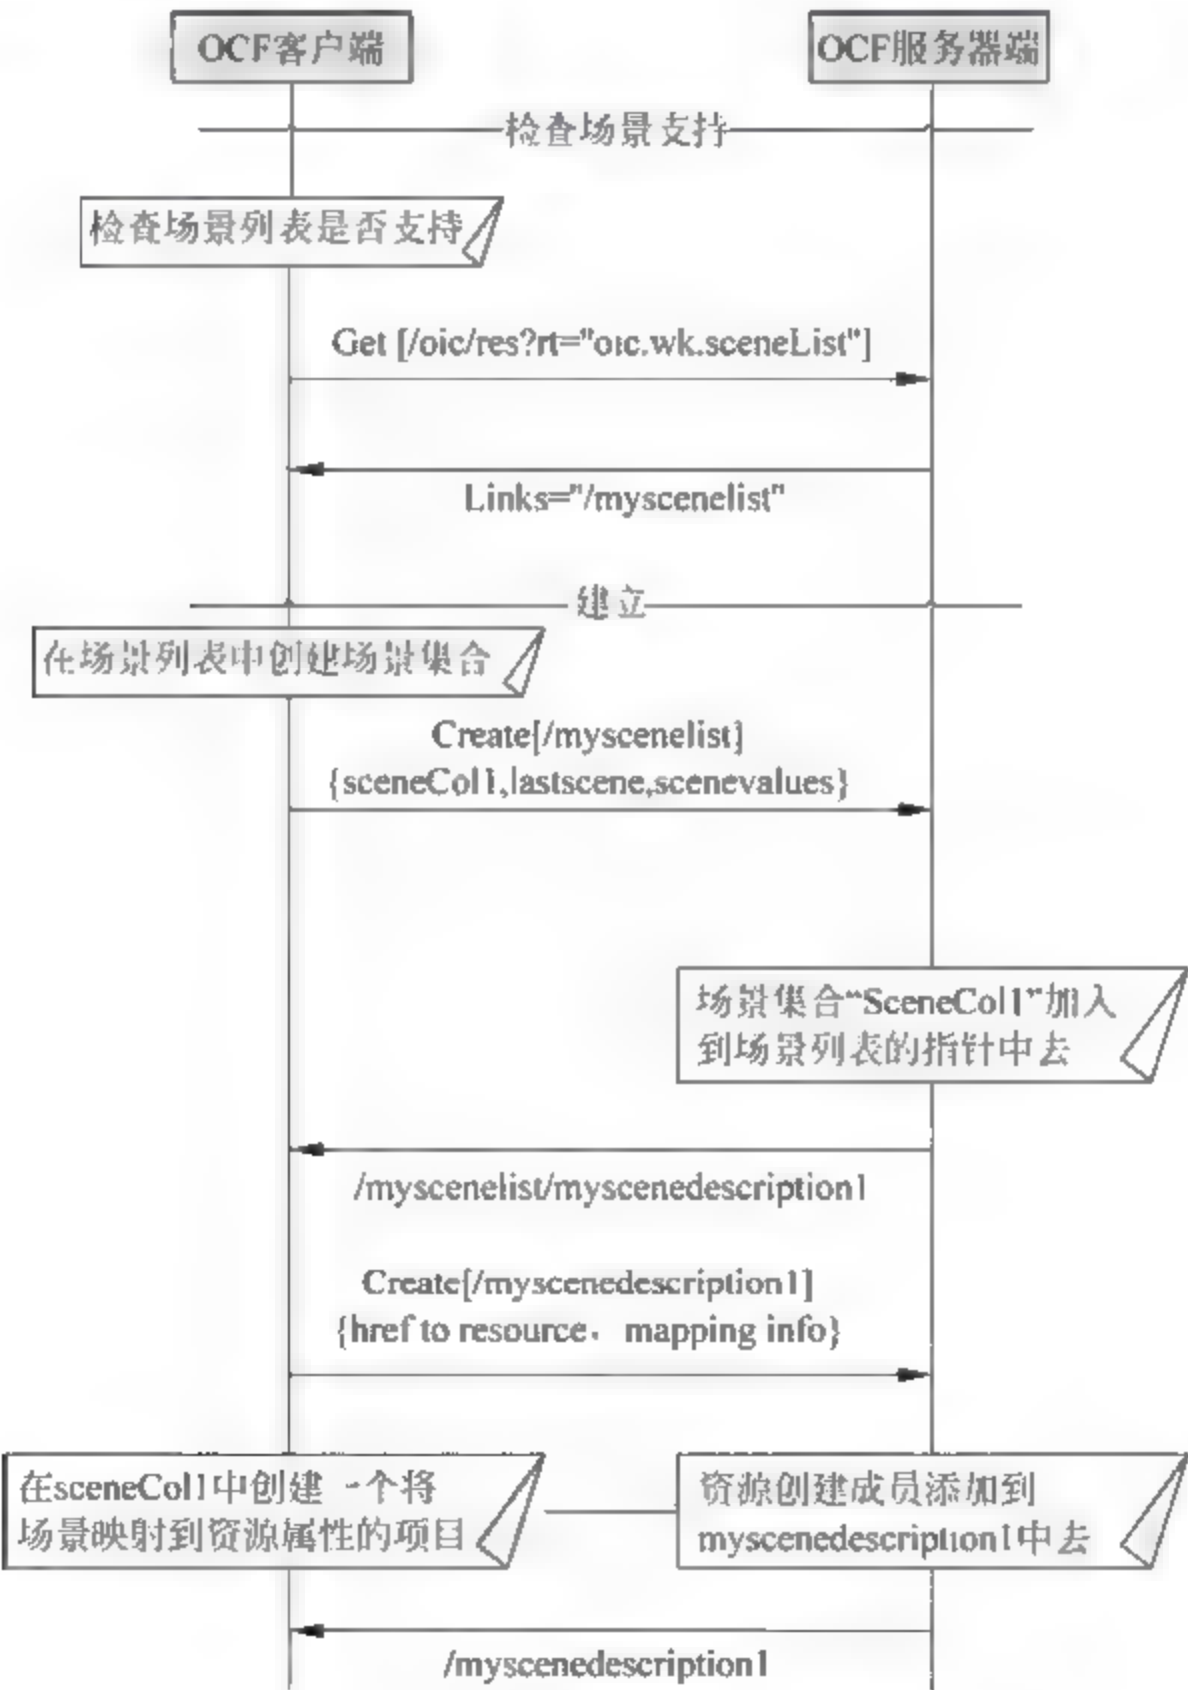 OCF客户端
OCF服务器端
检查场景支持
检查场景列表是否支持
Get [/oic/res?rt="oic.wk.sceneList"]
Links="/myscenelist"
建立
在场景列表中创建场景集合
Create[/myscenelist]
{sceneCol1,lastscene,scenevalues}
场景集合“SceneCol1”加入
到场景列表的指针中去
/myscenelist/myscenedescription1
Create[/myscenedescription1]
{href to resource, mapping info}
在sceneCol1中创建一个将
场景映射到资源属性的项目
资源创建成员添加到
myscenedescription1中去
/myscenedescription1